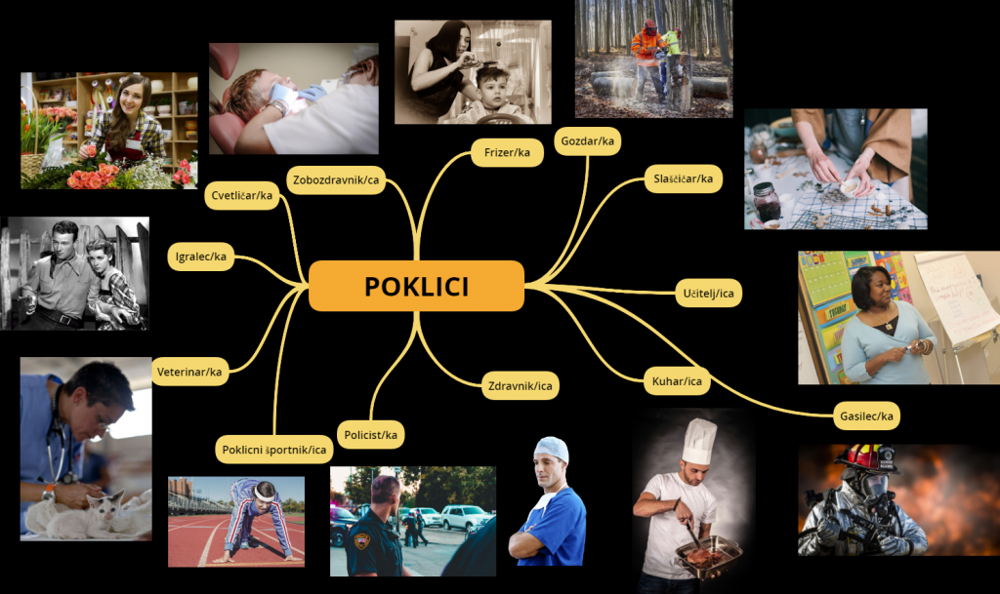 Frizer/ka
Gozdar/ka
Zobozdravnik/ca
Slaščičar/ka
Cvetličar/ka
Igralec/ka
POKLICI
Učitelj/ica
Veterinar/ka
Zdravnik/ica
Kuhar/ica
Gasilec/ka
Policist/ka
Poklicni športnik/ica